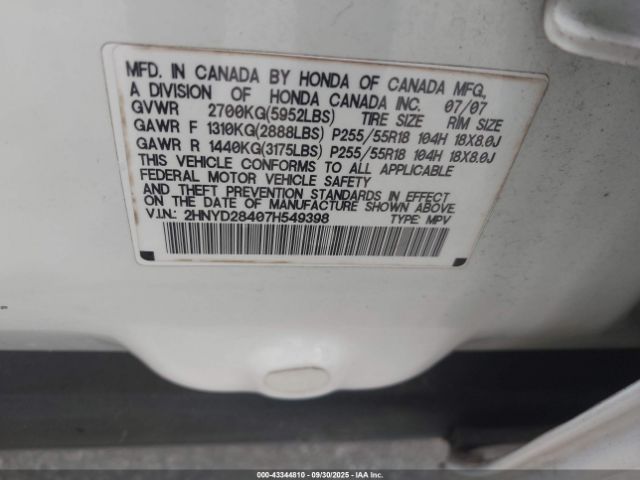 MFD. IN CANADA BY HONDA OF CANADA MFG.,
A DIVISION OF HONDA CANADA INC. 07/07
GVWR 2700KG(5952LBS) TIRE SIZE RIM SIZE
GAWR F 1310KG(2888LBS) P255/55R18 104H 18X8.0J
GAWR R 1440KG(3175LBS) P255/55R18 104H 18X8.0J
THIS VEHICLE CONFORMS TO ALL APPLICABLE
FEDERAL MOTOR VEHICLE SAFETY
AND THEFT PREVENTION STANDARDS IN EFFECT
ON THE DATE OF MANUFACTURE SHOWN ABOVE.
V.I.N.: 2HNYD28407H549398 TYPE: MPV
000-43344810 - 09/30/2025 - IAA Inc.